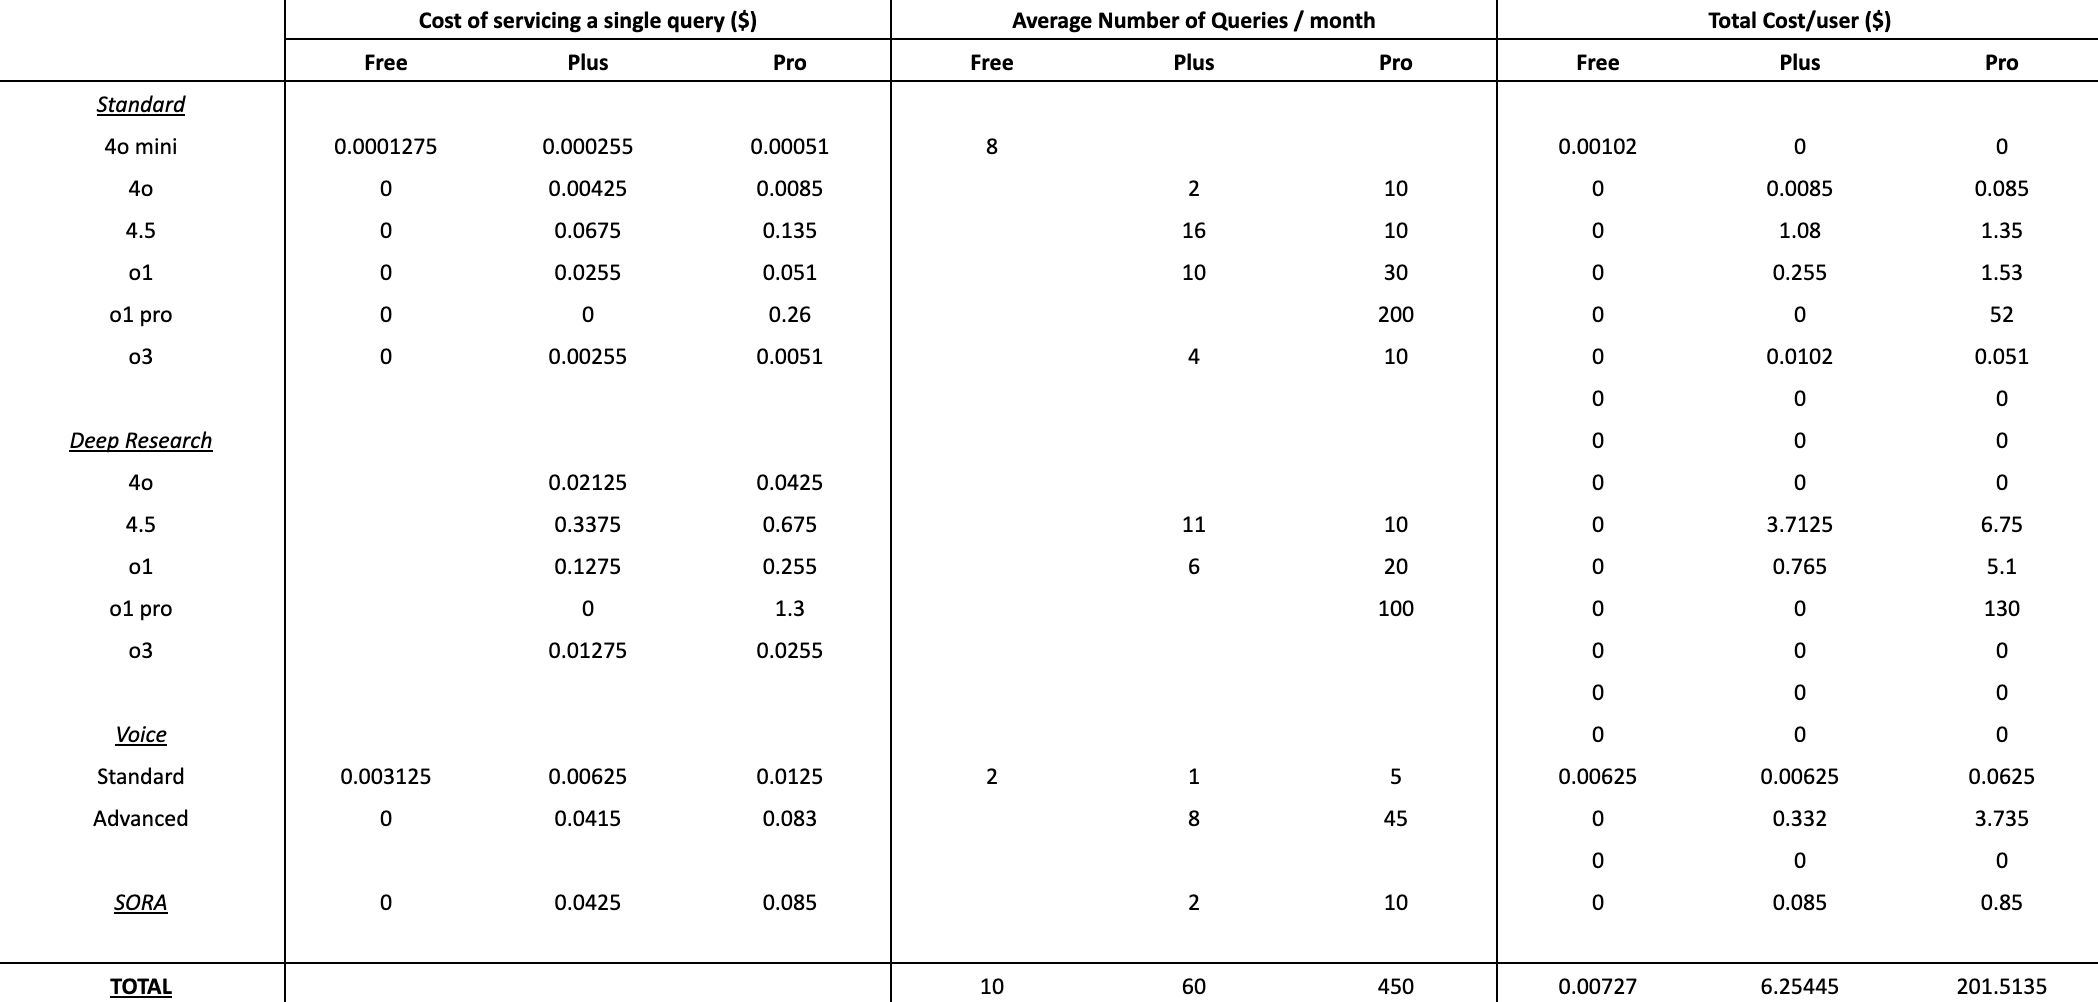 Cost of servicing a single query ($) Average Number of Queries / month Total Cost/user ($)
Free Plus Pro Free Plus Pro Free Plus Pro
Standard
4o mini 0.0001275 0.000255 0.00051 8 0.00102 0 0
4o 0 0.00425 0.0085 2 10 0 0.0085 0.085
4.5 0 0.0675 0.135 16 10 0 1.08 1.35
o1 0 0.0255 0.051 10 30 0 0.255 1.53
o1 pro 0 0 0.26 200 0 0 52
o3 0 0.00255 0.0051 4 10 0 0.0102 0.051
0 0 0
Deep Research 0 0 0
4o 0.02125 0.0425 0 0 0
4.5 0.3375 0.675 11 10 0 3.7125 6.75
o1 0.1275 0.255 6 20 0 0.765 5.1
o1 pro 0 1.3 100 0 0 130
o3 0.01275 0.0255 0 0 0
0 0 0
Voice 0 0 0
Standard 0.003125 0.00625 0.0125 2 1 5 0.00625 0.00625 0.0625
Advanced 0 0.0415 0.083 8 45 0 0.332 3.735
0 0 0
SORA 0 0.0425 0.085 2 10 0 0.085 0.85
TOTAL 10 60 450 0.00727 6.25445 201.5135